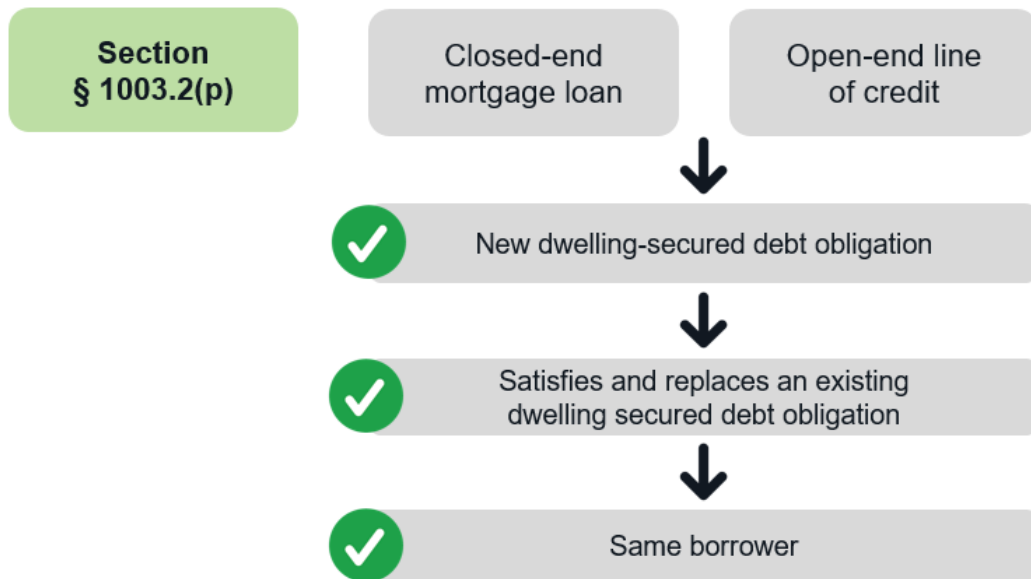 Section
§ 1003.2(p)
Closed-end
mortgage loan
Open-end line
of credit
New dwelling-secured debt obligation
Satisfies and replaces an existing
dwelling secured debt obligation
Same borrower